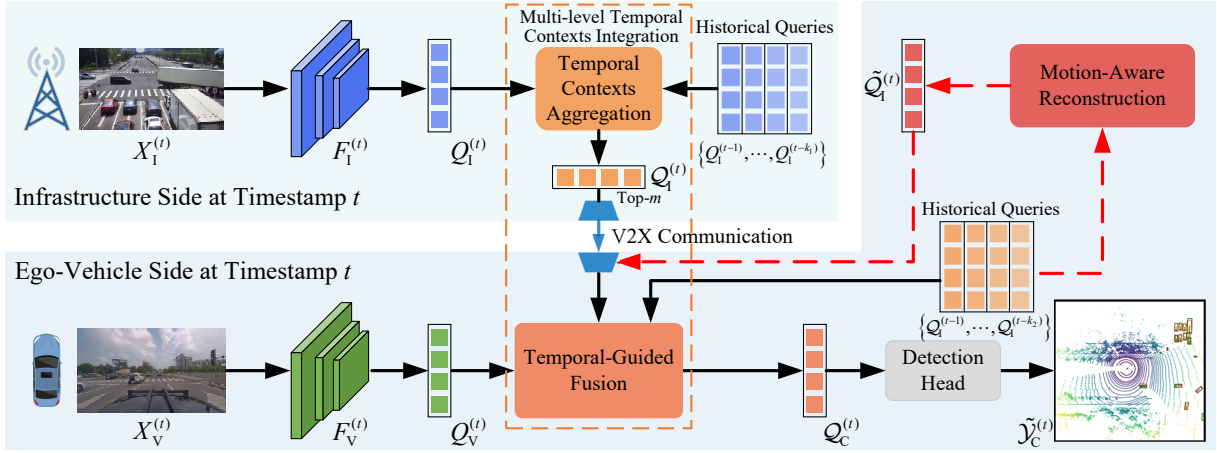 Multi-level Temporal
Contexts Integration
Historical Queries
Temporal
Contexts
Aggregation
Motion-Aware
Reconstruction
X_I^(t)
F_I^(t)
Q_I^(t)
{Q_I^(t-1), ⋯, Q_I^(t-k_1)}
𝒬̃_I^(t)
𝒬_I^(t)
Top-m
Infrastructure Side at Timestamp t
V2X Communication
Historical Queries
Ego-Vehicle Side at Timestamp t
{𝒬_I^(t-1), ⋯, 𝒬_I^(t-k_2)}
Temporal-Guided
Fusion
Detection
Head
X_V^(t)
F_V^(t)
Q_V^(t)
𝒬_C^(t)
𝒴̃_C^(t)